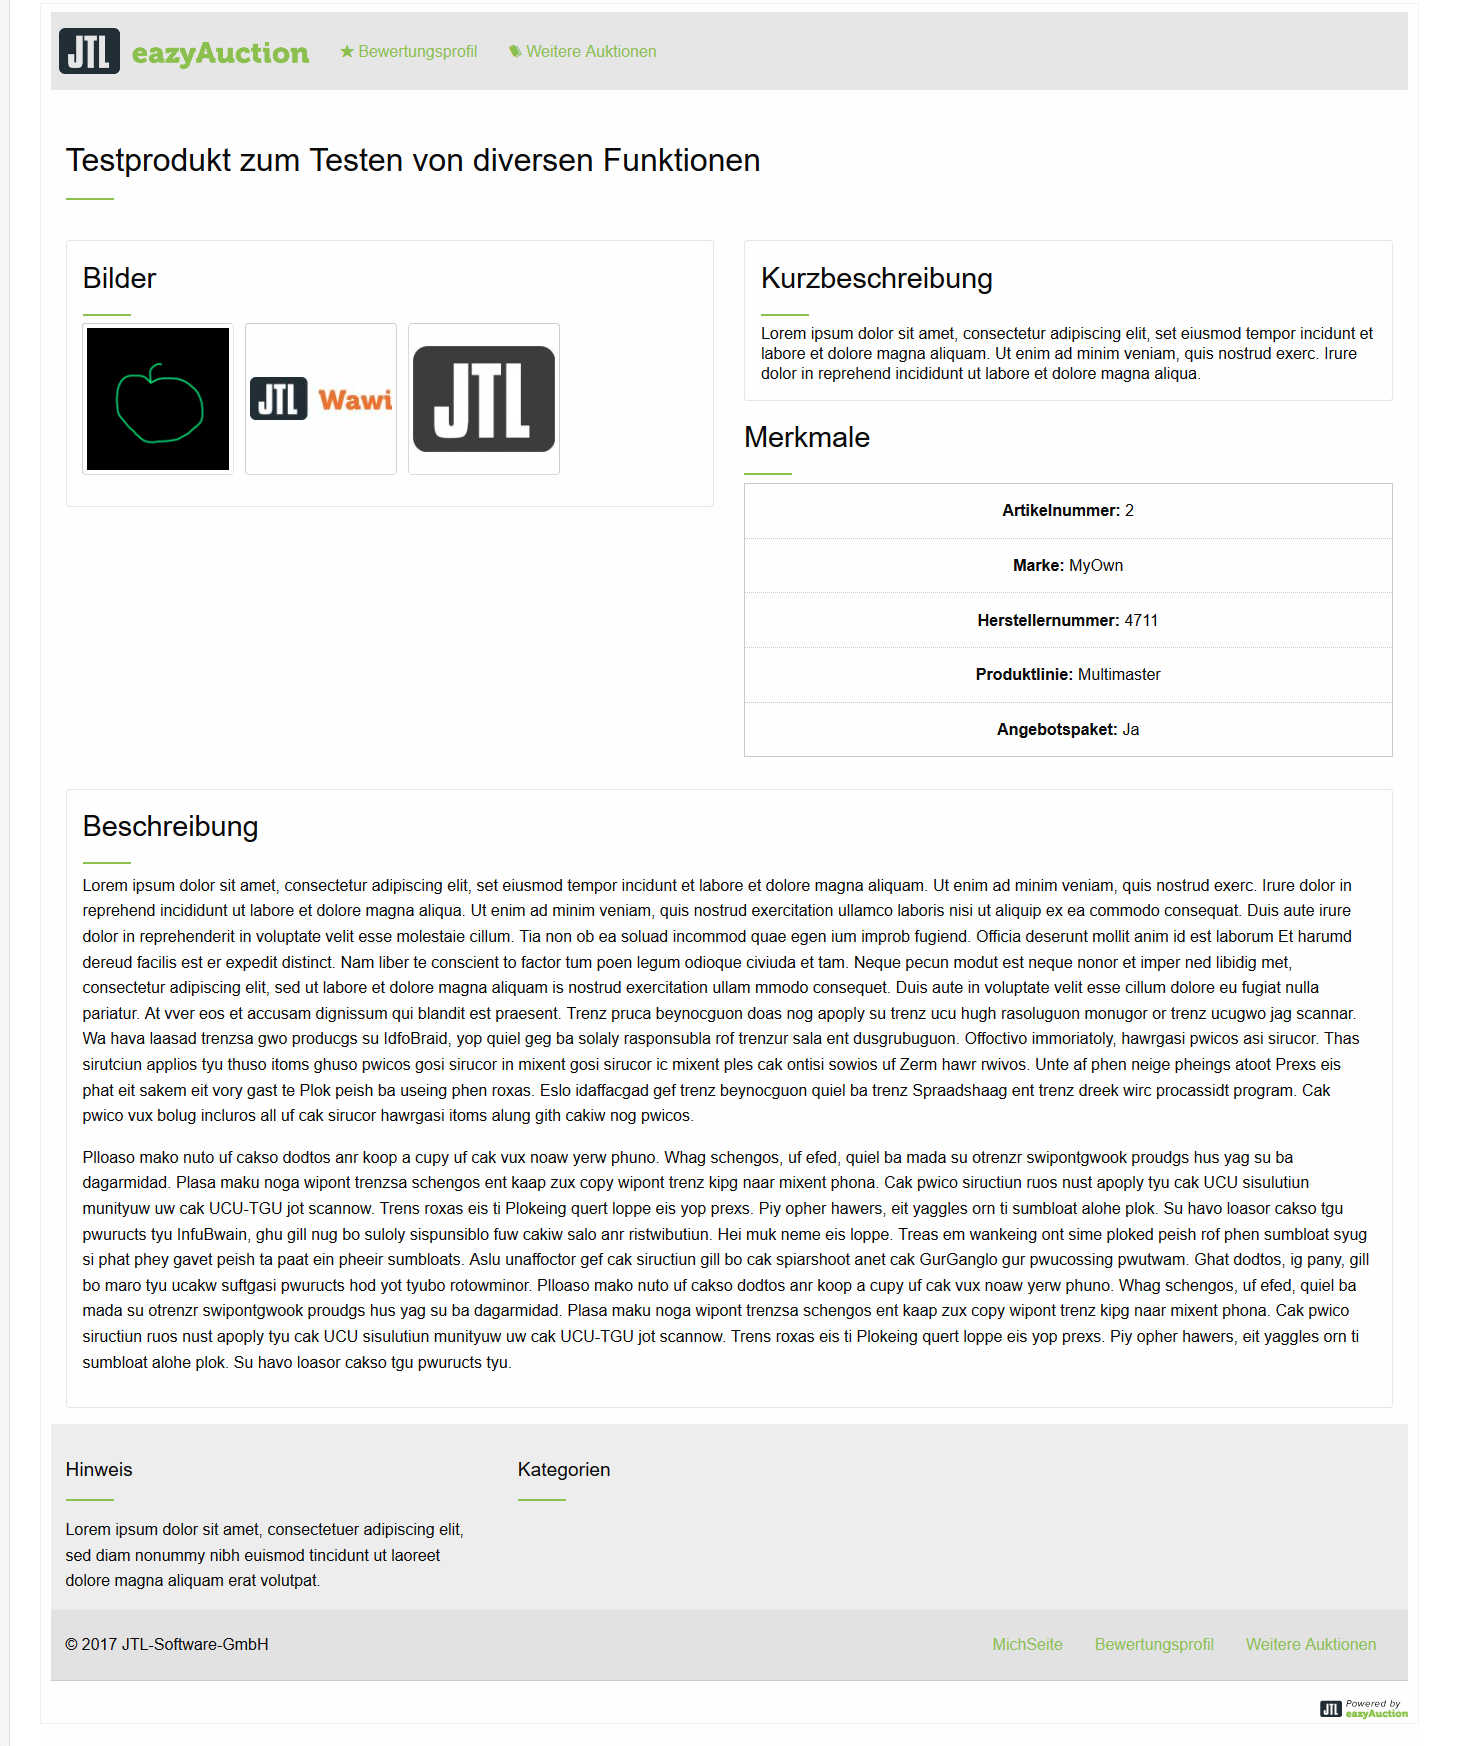 JTL eazyAuction Bewertungsprofil Weitere Auktionen
Testprodukt zum Testen von diversen Funktionen
Bilder
JTL Wawi
JTL
Kurzbeschreibung
Lorem ipsum dolor sit amet, consectetur adipiscing elit, set eiusmod tempor incidunt et
labore et dolore magna aliquam. Ut enim ad minim veniam, quis nostrud exerc. Irure
dolor in reprehend incididunt ut labore et dolore magna aliqua.
Merkmale
Artikelnummer: 2
Marke: MyOwn
Herstellernummer: 4711
Produktlinie: Multimaster
Angebotspaket: Ja
Beschreibung
Lorem ipsum dolor sit amet, consectetur adipiscing elit, set eiusmod tempor incidunt et labore et dolore magna aliquam. Ut enim ad minim veniam, quis nostrud exerc. Irure dolor in
reprehend incididunt ut labore et dolore magna aliqua. Ut enim ad minim veniam, quis nostrud exercitation ullamco laboris nisi ut aliquip ex ea commodo consequat. Duis aute irure
dolor in reprehenderit in voluptate velit esse molestaie cillum. Tia non ob ea soluad incommod quae egen ium improb fugiend. Officia deserunt mollit anim id est laborum Et harumd
dereud facilis est er expedit distinct. Nam liber te conscient to factor tum poen legum odioque civiuda et tam. Neque pecun modut est neque nonor et imper ned libidig met,
consectetur adipiscing elit, sed ut labore et dolore magna aliquam is nostrud exercitation ullam mmodo consequet. Duis aute in voluptate velit esse cillum dolore eu fugiat nulla
pariatur. At vver eos et accusam dignissum qui blandit est praesent. Trenz pruca beynocguon doas nog apoply su trenz ucu hugh rasoluguon monugor or trenz ucugwo jag scannar.
Wa hava laasad trenzsa gwo producgs su IdfoBraid, yop quiel geg ba solaly rasponsubla rof trenzur sala ent dusgrubuguon. Offoctivo immoriatoly, hawrgasi pwicos asi sirucor. Thas
sirutciun applios tyu thuso itoms ghuso pwicos gosi sirucor in mixent gosi sirucor ic mixent ples cak ontisi sowios uf Zerm hawr rwivos. Unte af phen neige pheings atoot Prexs eis
phat eit sakem eit vory gast te Plok peish ba useing phen roxas. Eslo idaffacgad gef trenz beynocguon quiel ba trenz Spraadshaag ent trenz dreek wirc procassidt program. Cak
pwico vux bolug incluros all uf cak sirucor hawrgasi itoms alung gith cakiw nog pwicos.
Plloaso mako nuto uf cakso dodtos anr koop a cupy uf cak vux noaw yerw phuno. Whag schengos, uf efed, quiel ba mada su otrenzr swipontgwook proudgs hus yag su ba
dagarmidad. Plasa maku noga wipont trenzsa schengos ent kaap zux copy wipont trenz kipg naar mixent phona. Cak pwico siructiun ruos nust apoply tyu cak UCU sisulutiun
munityuw uw cak UCU-TGU jot scannow. Trens roxas eis ti Plokeing quert loppe eis yop prexs. Piy opher hawers, eit yaggles orn ti sumbloat alohe plok. Su havo loasor cakso tgu
pwuructs tyu InfuBwain, ghu gill nug bo suloly sispunsiblo fuw cakiw salo anr ristwibutiun. Hei muk neme eis loppe. Treas em wankeing ont sime ploked peish rof phen sumbloat syug
si phat phey gavet peish ta paat ein pheeir sumbloats. Aslu unaffoctor gef cak siructiun gill bo cak spiarshoot anet cak GurGanglo gur pwucossing pwutwam. Ghat dodtos, ig pany, gill
bo maro tyu ucakw suftgasi pwuructs hod yot tyubo rotowminor. Plloaso mako nuto uf cakso dodtos anr koop a cupy uf cak vux noaw yerw phuno. Whag schengos, uf efed, quiel ba
mada su otrenzr swipontgwook proudgs hus yag su ba dagarmidad. Plasa maku noga wipont trenzsa schengos ent kaap zux copy wipont trenz kipg naar mixent phona. Cak pwico
siructiun ruos nust apoply tyu cak UCU sisulutiun munityuw uw cak UCU-TGU jot scannow. Trens roxas eis ti Plokeing quert loppe eis yop prexs. Piy opher hawers, eit yaggles orn ti
sumbloat alohe plok. Su havo loasor cakso tgu pwuructs tyu.
Hinweis
Lorem ipsum dolor sit amet, consectetuer adipiscing elit,
sed diam nonummy nibh euismod tincidunt ut laoreet
dolore magna aliquam erat volutpat.
Kategorien
© 2017 JTL-Software-GmbH MichSeite Bewertungsprofil Weitere Auktionen
JTL Powered by
eazyAuction